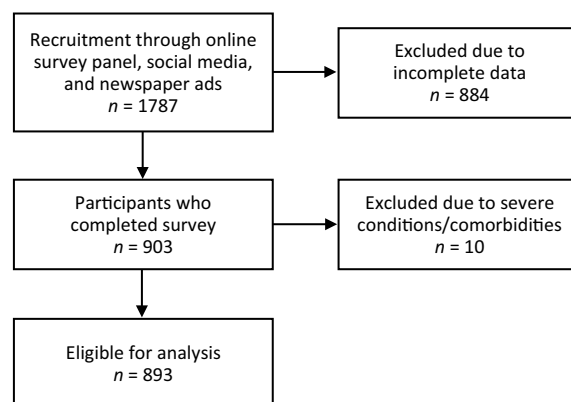 Recruitment through online
survey panel, social media,
and newspaper ads
n = 1787
Excluded due to
incomplete data
n = 884
Participants who
completed survey
n = 903
Excluded due to severe
conditions/comorbidities
n = 10
Eligible for analysis
n = 893